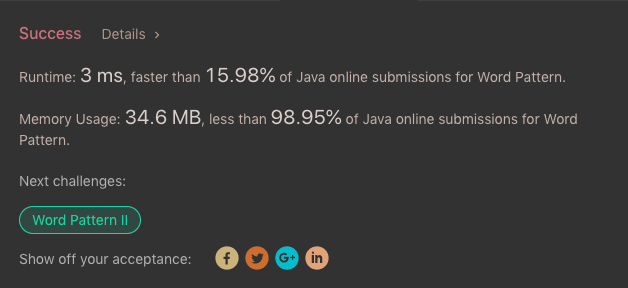 Success Details >
Runtime: 3 ms, faster than 15.98% of Java online submissions for Word Pattern.
Memory Usage: 34.6 MB, less than 98.95% of Java online submissions for Word
Pattern.
Next challenges:
Word Pattern II
Show off your acceptance: f G+ in